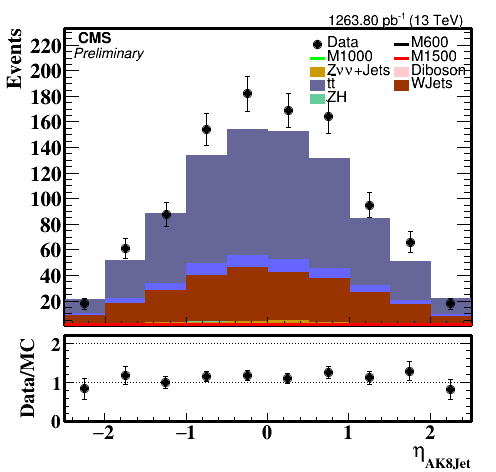 1263.80 pb⁻¹ (13 TeV)
CMS
Preliminary
Data
M600
M1000
M1500
Zνν+Jets
Diboson
tt
WJets
ZH
Events
220
200
180
160
140
120
100
80
60
40
20
Data/MC
2
1
0
−2
−1
0
1
2
η AK8Jet